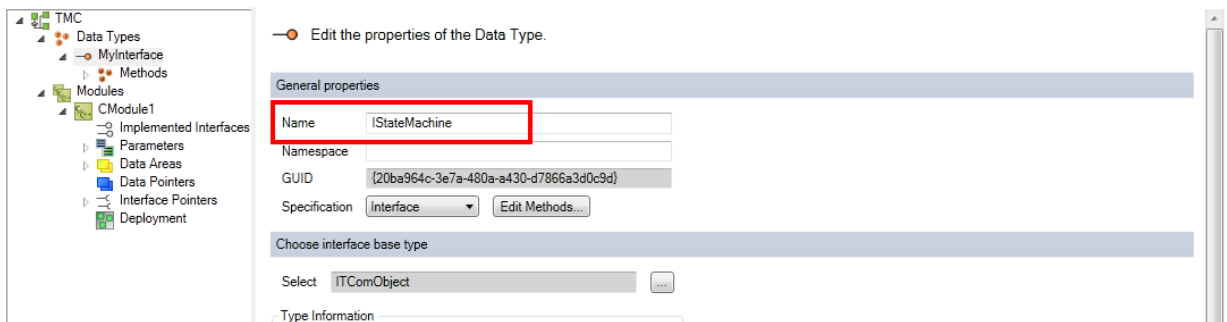 TMC
Data Types
MyInterface
Methods
Modules
CModule1
Implemented Interfaces
Parameters
Data Areas
Data Pointers
Interface Pointers
Deployment
Edit the properties of the Data Type.
General properties
Name IStateMachine
Namespace
GUID {20ba964c-3e7a-480a-a430-d7866a3d0c9d}
Specification Interface Edit Methods...
Choose interface base type
Select ITComObject ...
Type Information